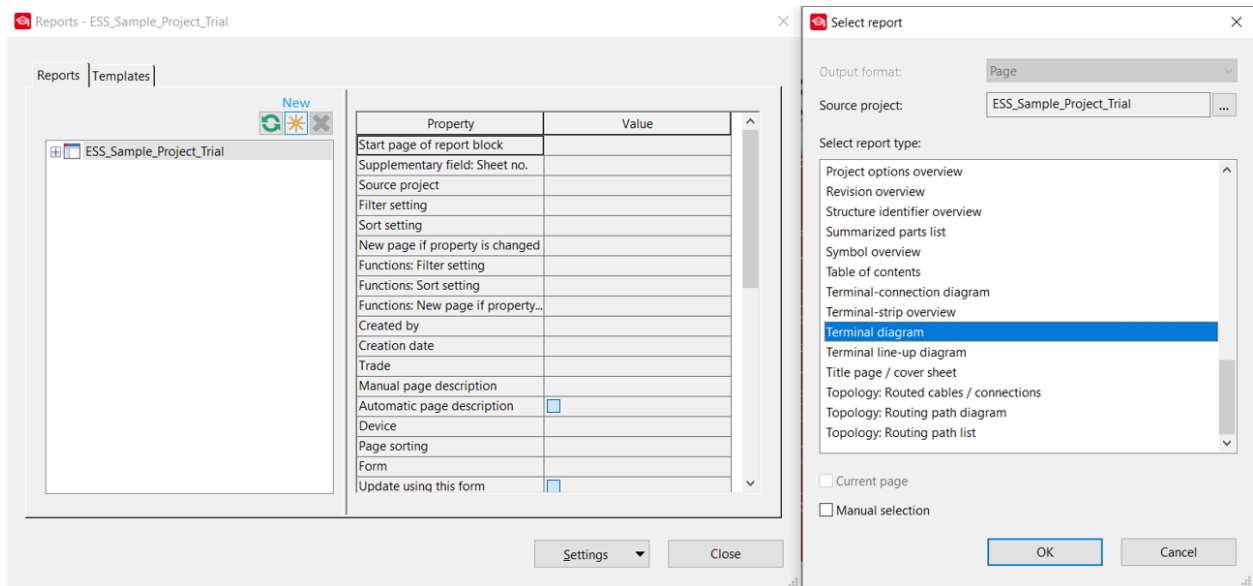 Reports - ESS_Sample_Project_Trial
Reports
Templates
New
ESS_Sample_Project_Trial
Property Value
Start page of report block
Supplementary field: Sheet no.
Source project
Filter setting
Sort setting
New page if property is changed
Functions: Filter setting
Functions: Sort setting
Functions: New page if property...
Created by
Creation date
Trade
Manual page description
Automatic page description
Device
Page sorting
Form
Update using this form
Settings
Close
Select report
Output format: Page
Source project: ESS_Sample_Project_Trial ...
Select report type:
Project options overview
Revision overview
Structure identifier overview
Summarized parts list
Symbol overview
Table of contents
Terminal-connection diagram
Terminal-strip overview
Terminal diagram
Terminal line-up diagram
Title page / cover sheet
Topology: Routed cables / connections
Topology: Routing path diagram
Topology: Routing path list
Current page
Manual selection
OK
Cancel